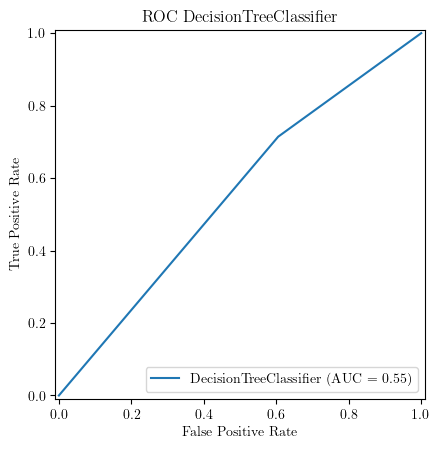 ROC DecisionTreeClassifier
True Positive Rate
1.0
0.8
0.6
0.4
0.2
0.0
DecisionTreeClassifier (AUC = 0.55)
0.0 0.2 0.4 0.6 0.8 1.0
False Positive Rate